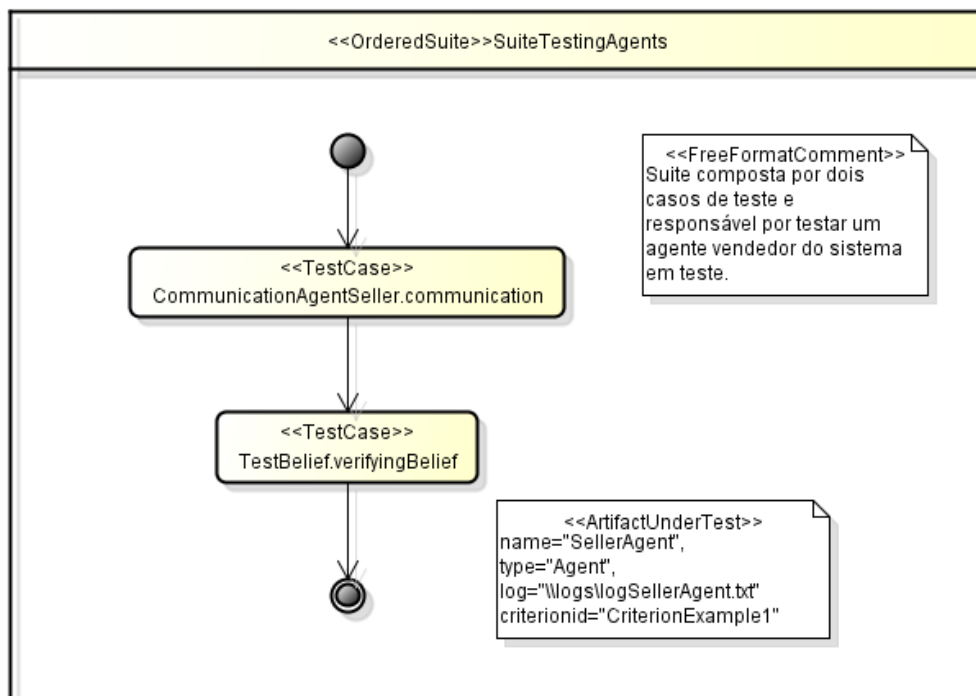 <<OrderedSuite>>SuiteTestingAgents
<<FreeFormatComment>>
Suite composta por dois
casos de teste e
responsável por testar um
agente vendedor do sistema
em teste.
<<TestCase>>
CommunicationAgentSeller.communication
<<TestCase>>
TestBelief.verifyingBelief
<<ArtifactUnderTest>>
name="SellerAgent",
type="Agent",
log="\\logs\logSellerAgent.txt"
criterionid="CriterionExample1"